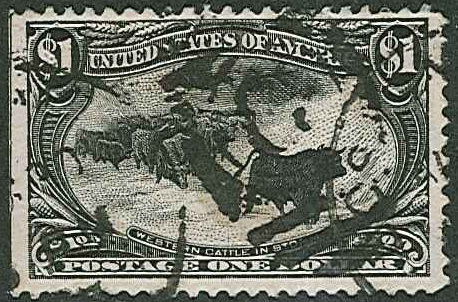 $1 $1
UNITED STATES OF AMERICA
WESTERN CATTLE IN STO
POSTAGE ONE DOLLAR